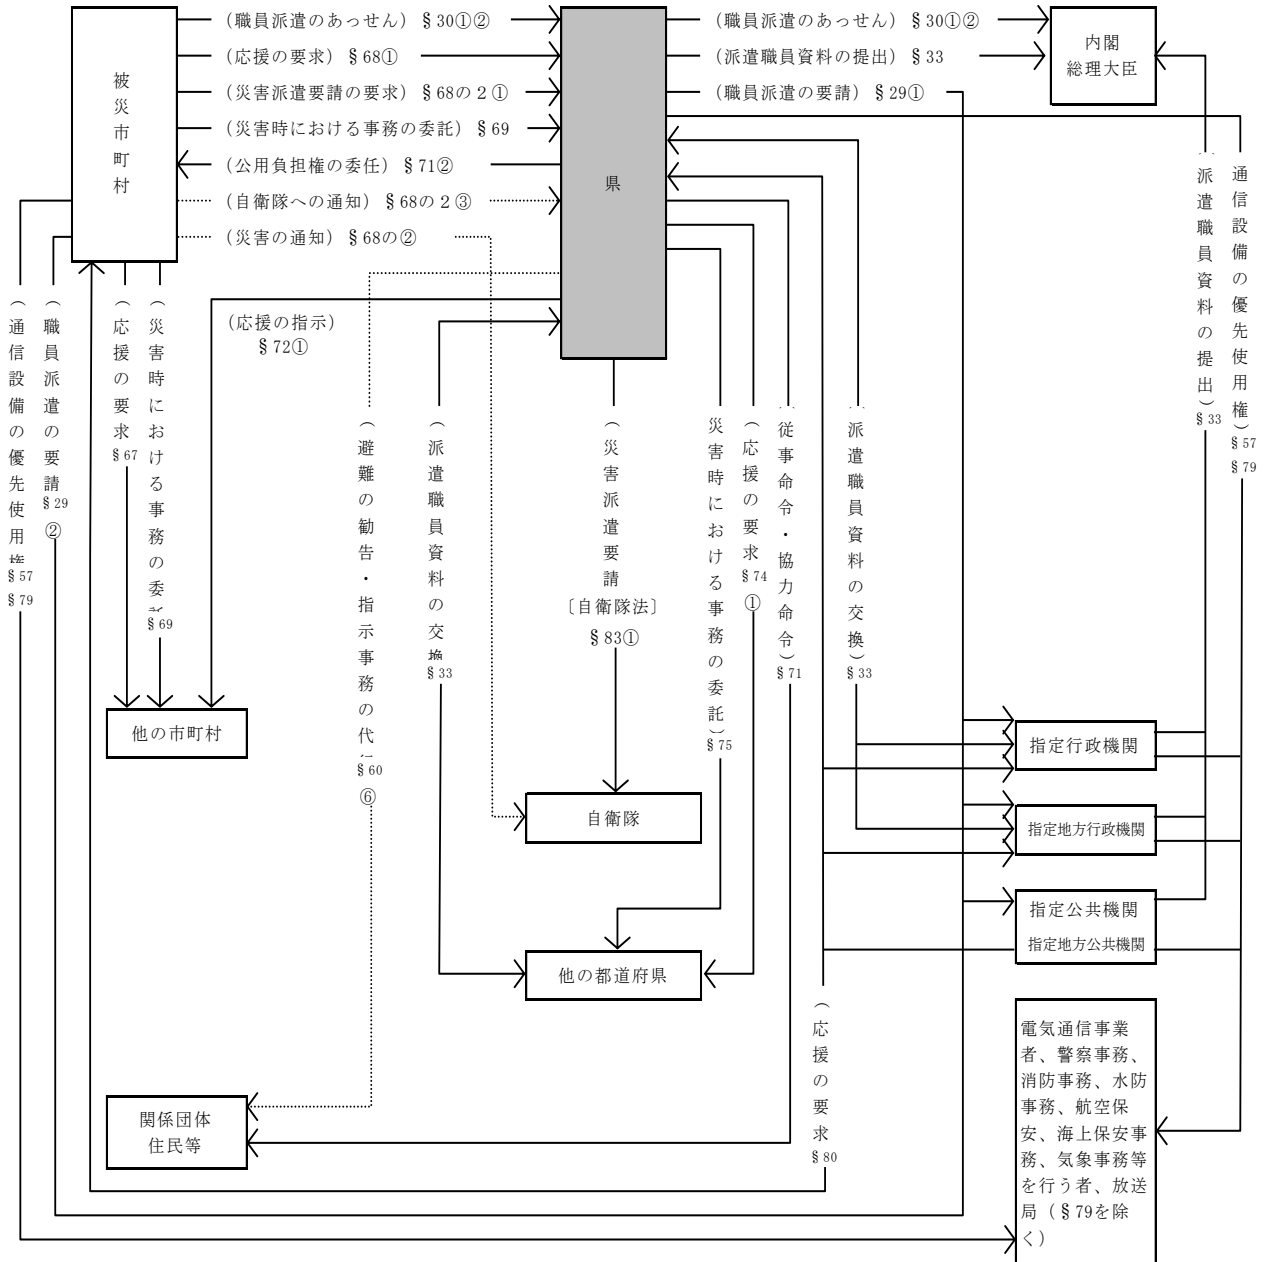 被災市町村
(職員派遣のあっせん)§30①②
(応援の要求)§68①
(災害派遣要請の要求)§68の2①
(災害時における事務の委託)§69
(公用負担権の委任)§71②
(自衛隊への通知)§68の2③
(災害の通知)§68の②
県
(職員派遣のあっせん)§30①②
(派遣職員資料の提出)§33
(職員派遣の要請)§29①
内閣
総理大臣
(応援の指示)
§72①
(通信設備の優先使用権
§57
§79
(職員派遣の要請
§29
②
(応援の要求
§67
(災害時における事務の委託
§69
(避難の勧告・指示事務の代行
§60
⑥
(派遣職員資料の交換
§33
(災害派遣要請
〔自衛隊法〕
§83①
災害時における事務の委託)
§75
(応援の要求
§74
①
(従事命令・協力命令)
§71
(派遣職員資料の交換)
§33
(派遣職員資料の提出)
§33
通信設備の優先使用権)
§57
§79
他の市町村
自衛隊
他の都道府県
関係団体
住民等
(応援の要求
§80
指定行政機関
指定地方行政機関
指定公共機関
指定地方公共機関
電気通信事業
者、警察事務、
消防事務、水防
事務、航空保
安、海上保安事
務、気象事務等
を行う者、放送
局(§79を除
く)